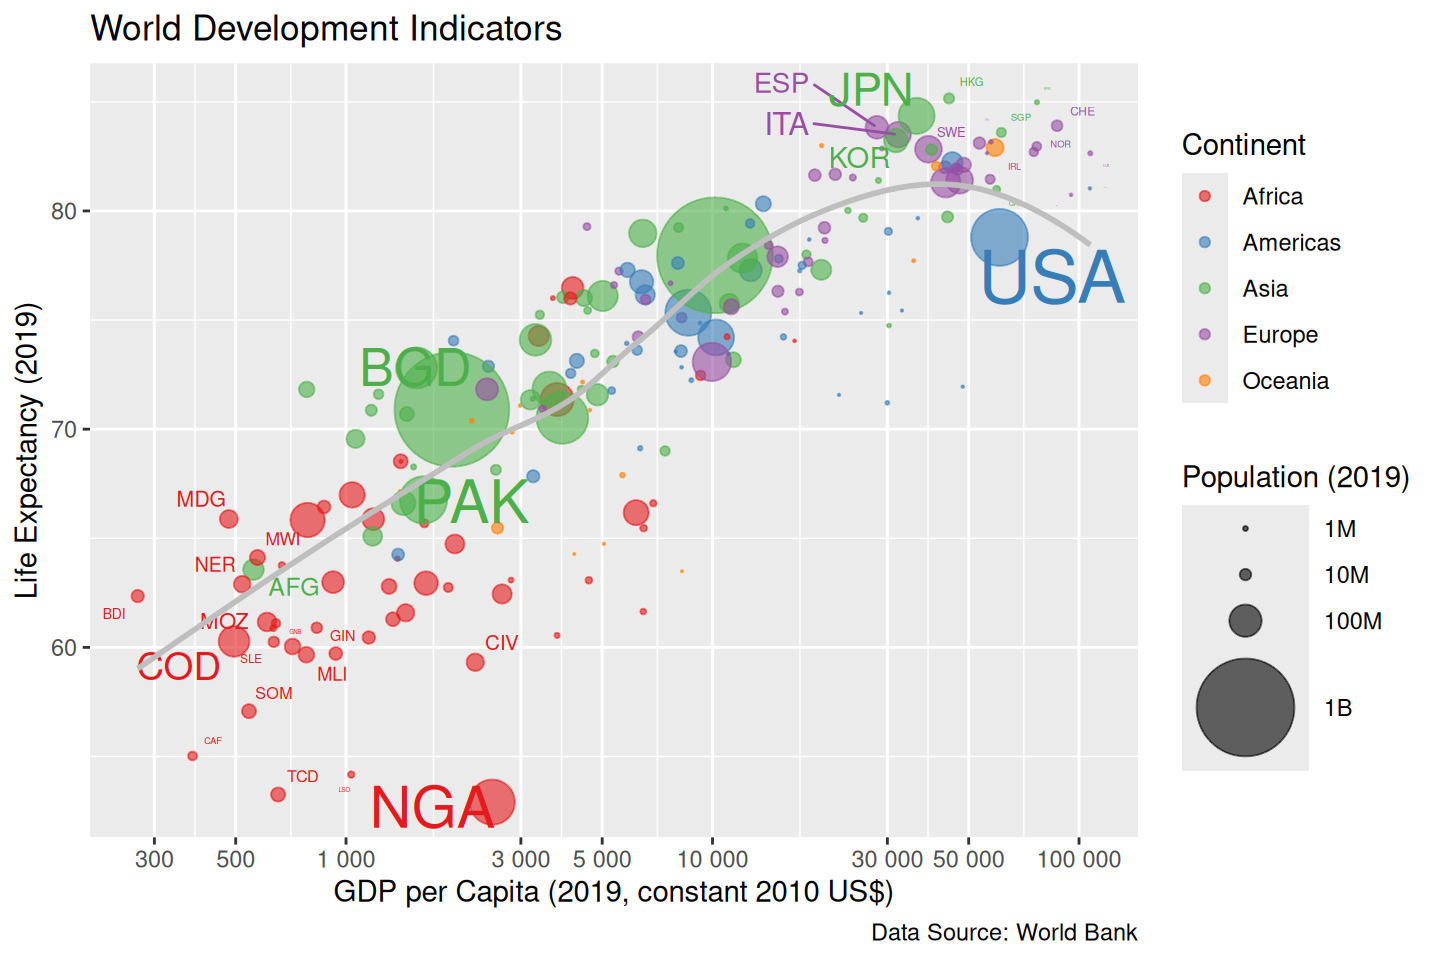 World Development Indicators
ESP
JPN
HKG
ITA
SGP
CHE
SWE
KOR
NOR
IRL
USA
BGD
PAK
MDG
MWI
NER
AFG
BDI
MOZ
GNB
GIN
CIV
COD
SLE
MLI
SOM
CAF
TCD
LSO
NGA
80
70
60
Life Expectancy (2019)
300
500
1 000
3 000
5 000
10 000
30 000
50 000
100 000
GDP per Capita (2019, constant 2010 US$)
Data Source: World Bank
Continent
Africa
Americas
Asia
Europe
Oceania
Population (2019)
1M
10M
100M
1B